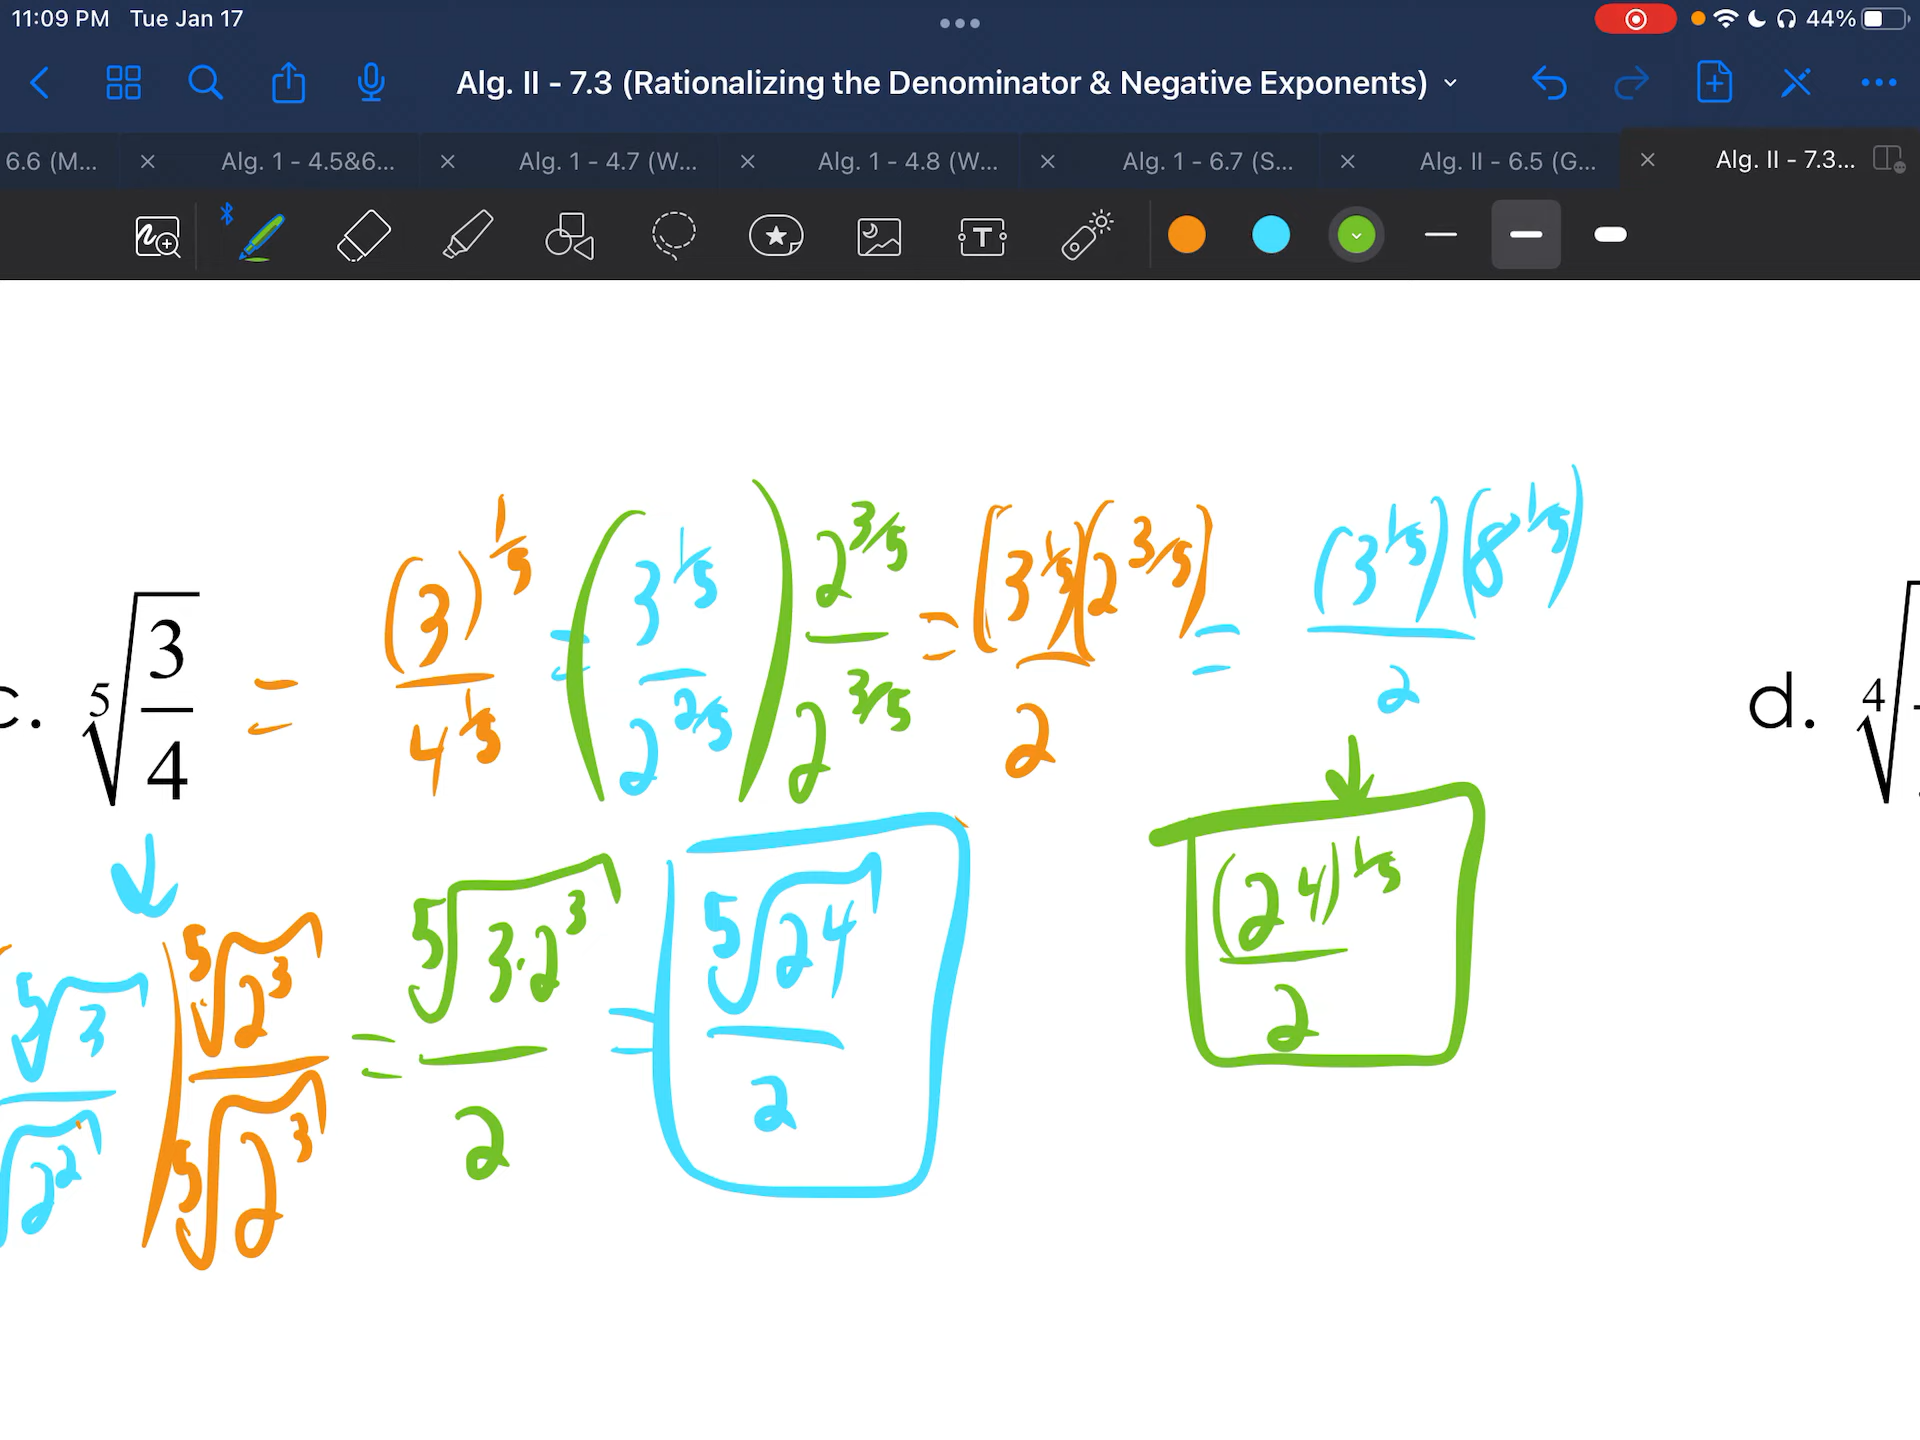 11:09 PM Tue Jan 17
44%
Alg. II - 7.3 (Rationalizing the Denominator & Negative Exponents)
6.6 (M... Alg. 1 - 4.5&6... Alg. 1 - 4.7 (W... Alg. 1 - 4.8 (W... Alg. 1 - 6.7 (S... Alg. II - 6.5 (G... Alg. II - 7.3...
c. ⁵√(3/4) = (3)^(1/5) / 4^(1/5) = (3^(1/5) / 2^(2/5)) 2^(3/5) / 2^(3/5) = (3^(1/5))(2^(3/5)) / 2 = (3^(1/5))(8^(1/5)) / 2
d. ⁴√
⁵√3 / √2² ) ⁵√2³ / ⁵√2³ = ⁵√3·2³ / 2 = ⁵√24 / 2
(24)^(1/5) / 2